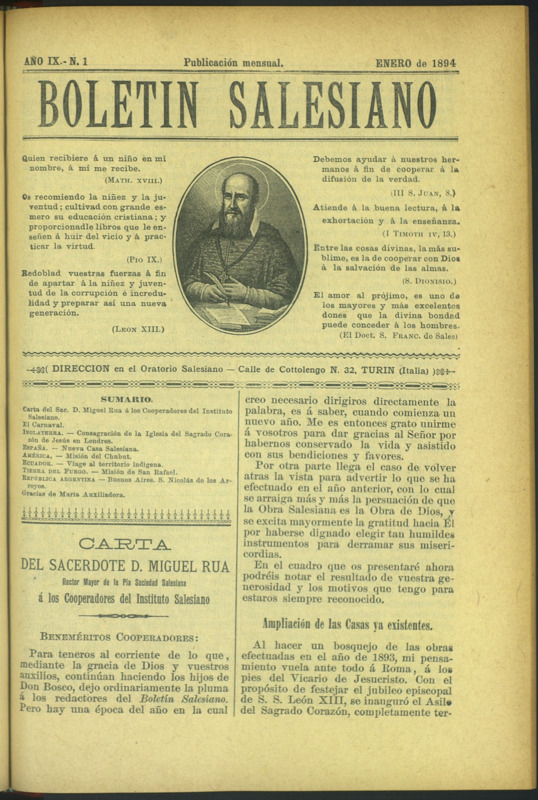 AÑO IX.- N. 1
Publicación mensual.
ENERO de 1894
BOLETIN SALESIANO
Quien recibiere á un niño en mi
nombre, á mi me recibe.
(MATH. XVIII.)
Os recomiendo la niñez y la ju-
ventud; cultivad con grande es-
mero su educación cristiana; y
proporcionadle libros que le en-
señen á huir del vicio y á prac-
ticar la virtud.
(PIO IX.)
Redoblad vuestras fuerzas á fin
de apartar á la niñez y juven-
tud de la corrupción é incredu-
lidad y preparar así una nueva
generación.
(LEON XIII.)
Debemos ayudar á nuestros her-
manos á fin de cooperar á la
difusión de la verdad.
(III S. JUAN, 8.)
Atiende á la buena lectura, á la
exhortación y á la enseñanza.
(I TIMOTH IV, 13.)
Entre las cosas divinas, la más su-
blime, es la de cooperar con Dios
á la salvación de las almas.
(S. DIONISIO.)
El amor al prójimo, es uno de
los mayores y más excelentes
dones que la divina bondad
puede conceder á los hombres.
(El Doct. S. FRANC. de Sales)
DIRECCION en el Oratorio Salesiano — Calle de Cottolengo N. 32, TURIN (Italia)
SUMARIO.
Carta del Sac. D. Miguel Rua á los Cooperadores del Instituto
Salesiano.
El Carnaval.
INGLATERRA. — Consagración de la Iglesia del Sagrado Cora-
zón de Jesús en Londres.
ESPAÑA. — Nueva Casa Salesiana.
AMÉRICA. — Misión del Chubut.
ECUADOR. — Viage al territorio indígena.
TIERRA DEL FUEGO. — Misión de San Rafael.
REPÚBLICA ARGENTINA — Buenos Aires. S. Nicolás de los Ar-
royos.
Gracias de María Auxiliadora.
CARTA
DEL SACERDOTE D. MIGUEL RUA
Rector Mayor de la Pía Sociedad Salesiana
á los Cooperadores del Instituto Salesiano
BENEMÉRITOS COOPERADORES:
Para teneros al corriente de lo que,
mediante la gracia de Dios y vuestros
auxilios, continúan haciendo los hijos de
Don Bosco, dejo ordinariamente la pluma
á los redactores del Boletín Salesiano.
Pero hay una época del año en la cual
creo necesario dirigiros directamente la
palabra, es á saber, cuando comienza un
nuevo año. Me es entonces grato unirme
á vosotros para dar gracias al Señor por
habernos conservado la vida y asistido
con sus bendiciones y favores.
Por otra parte llega el caso de volver
atras la vista para advertir lo que se ha
efectuado en el año anterior, con lo cual
se arraiga más y más la persuación de que
la Obra Salesiana es la Obra de Dios, y
se excita mayormente la gratitud hacia Él
por haberse dignado elegir tan humildes
instrumentos para derramar sus miseri-
cordias.
En el cuadro que os presentaré ahora
podréis notar el resultado de vuestra ge-
nerosidad y los motivos que tengo para
estaros siempre reconocido.
Ampliación de las Casas ya existentes.
Al hacer un bosquejo de las obras
efectuadas en el año de 1893, mi pensa-
miento vuela ante todo á Roma, á los
pies del Vicario de Jesucristo. Con el
propósito de festejar el jubileo episcopal
de S. S. León XIII, se inauguró el Asilo
del Sagrado Corazón, completamente ter-